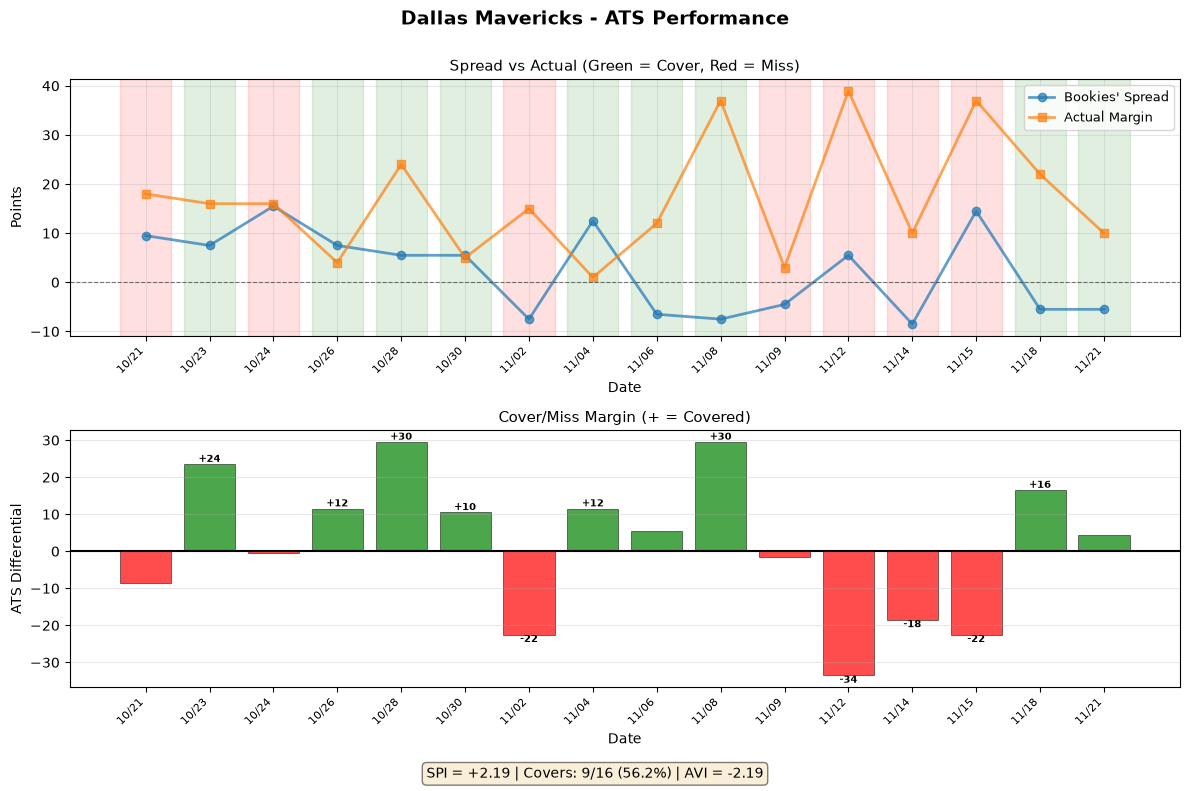 Dallas Mavericks - ATS Performance
Spread vs Actual (Green = Cover, Red = Miss)
Points
40
30
20
10
0
−10
Bookies' Spread
Actual Margin
10/21 10/23 10/24 10/26 10/28 10/30 11/02 11/04 11/06 11/08 11/09 11/12 11/14 11/15 11/18 11/21
Date
Cover/Miss Margin (+ = Covered)
ATS Differential
30
20
10
0
−10
−20
−30
+24 +12 +30 +10 -22 +12 +30 -34 -18 -22 +16
10/21 10/23 10/24 10/26 10/28 10/30 11/02 11/04 11/06 11/08 11/09 11/12 11/14 11/15 11/18 11/21
Date
SPI = +2.19 | Covers: 9/16 (56.2%) | AVI = -2.19